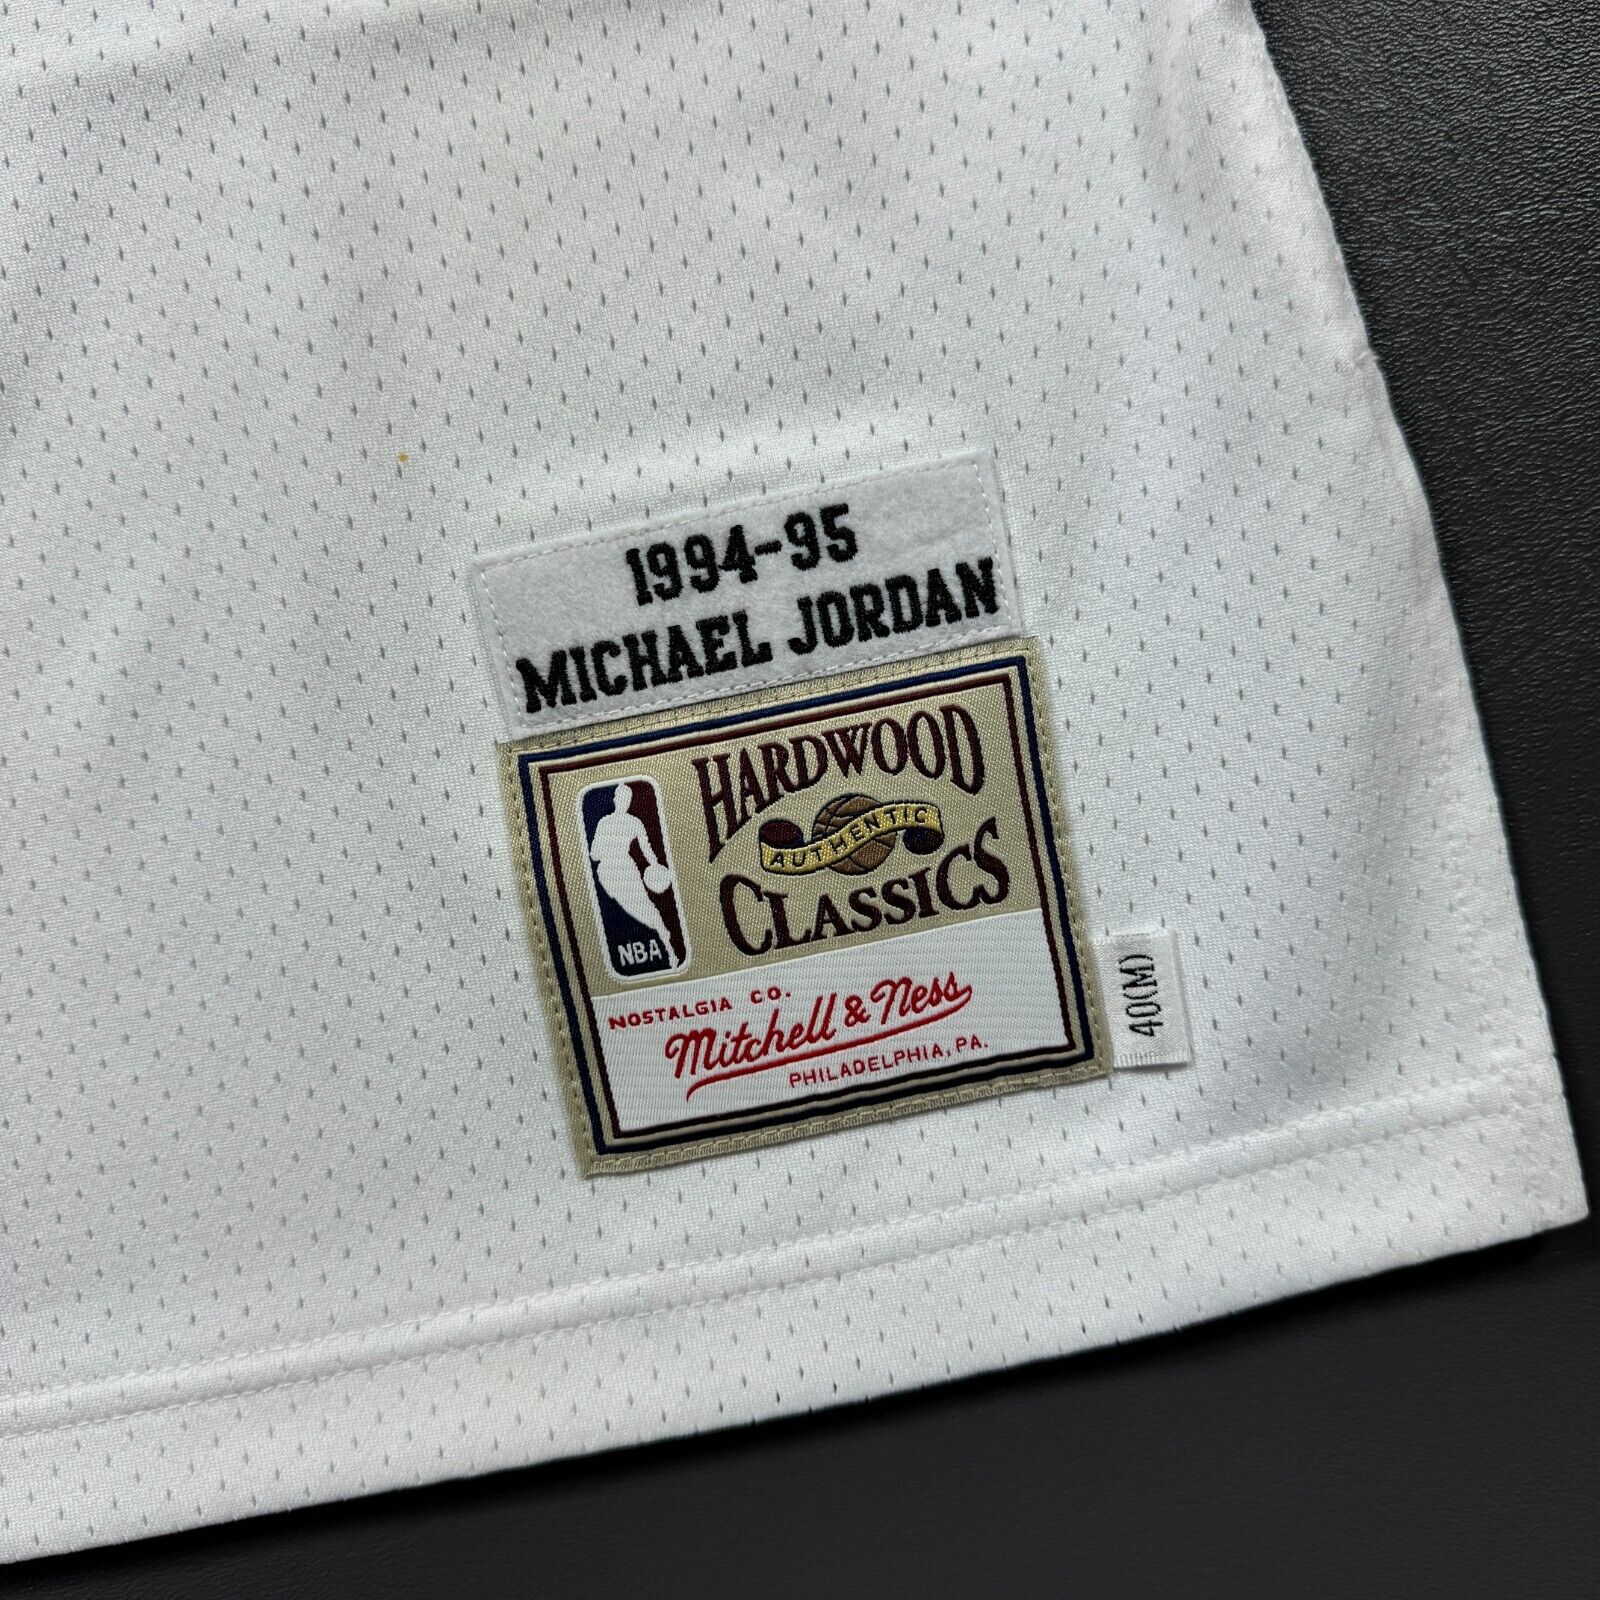 1994-95
MICHAEL JORDAN
HARDWOOD
AUTHENTIC
CLASSICS
NBA
NOSTALGIA CO.
Mitchell & Ness
PHILADELPHIA, PA.
40(M)